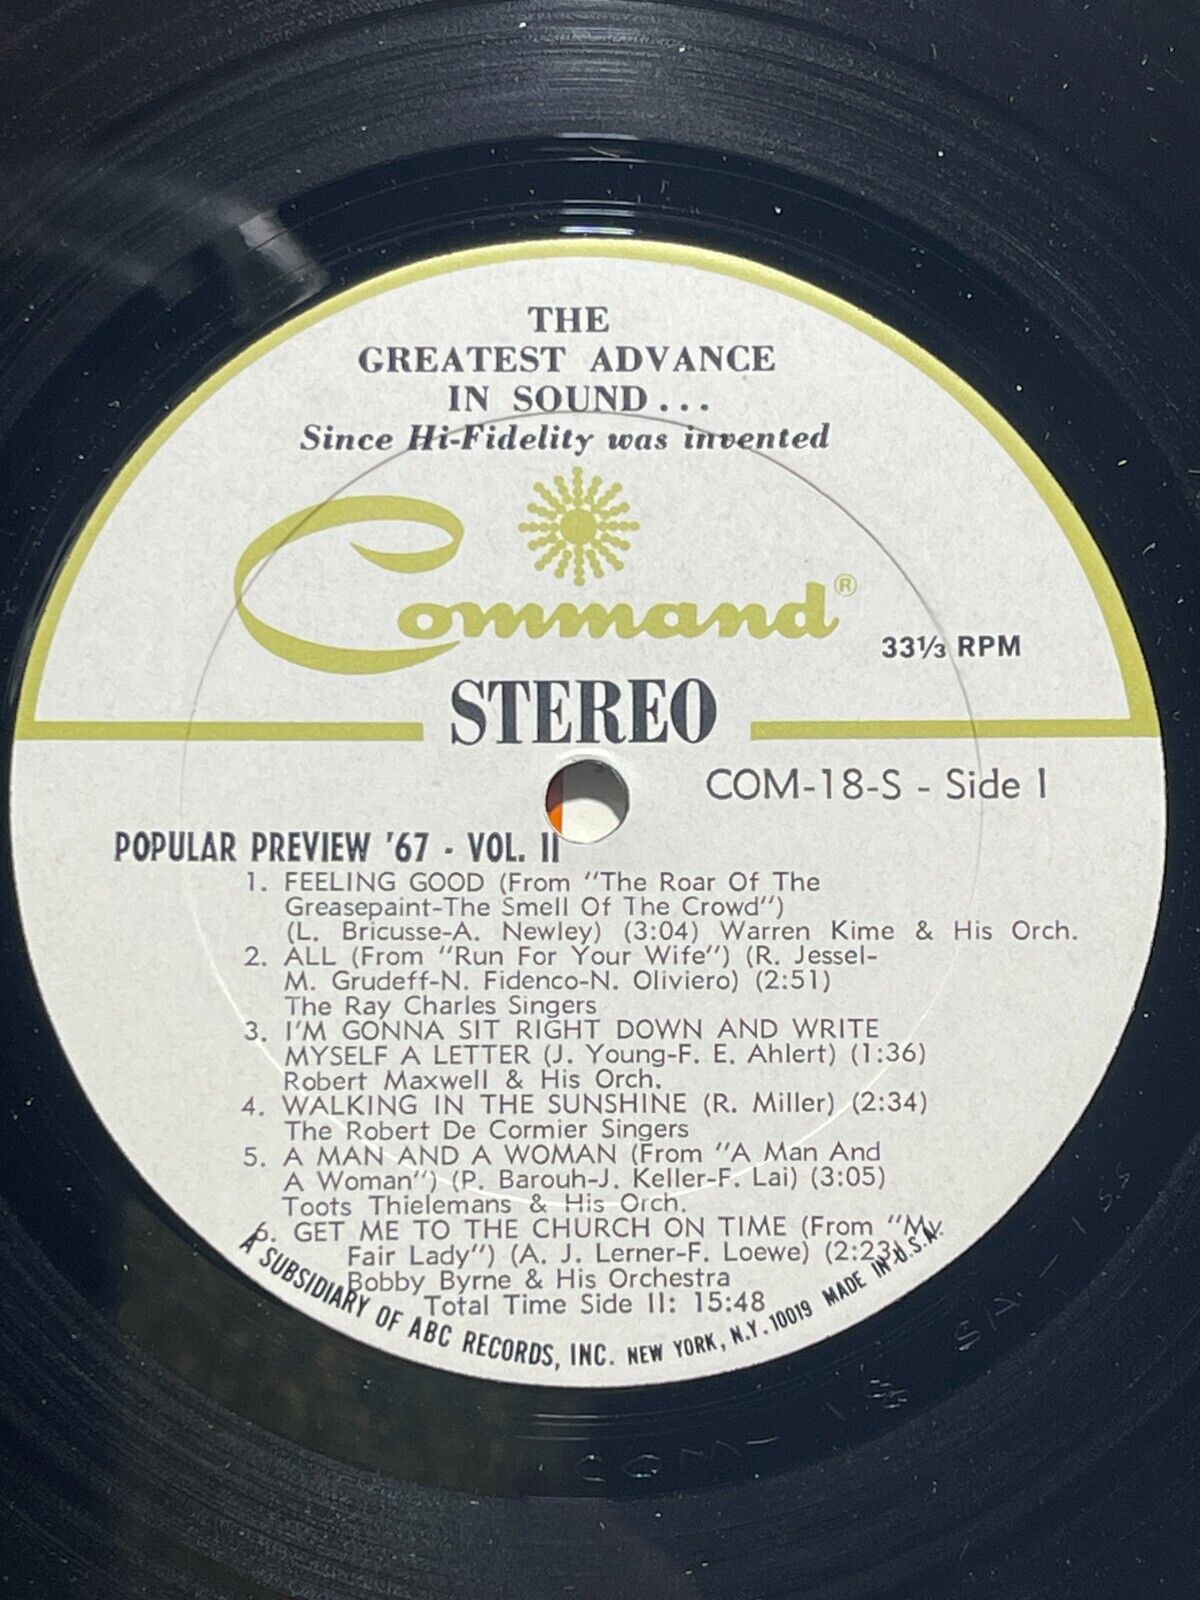 THE
GREATEST ADVANCE
IN SOUND...
Since Hi-Fidelity was invented
Command®
33⅓ RPM
STEREO
COM-18-S - Side 1
POPULAR PREVIEW '67 - VOL. II
1. FEELING GOOD (From "The Roar Of The
Greasepaint-The Smell Of The Crowd")
(L. Bricusse-A. Newley) (3:04) Warren Kime & His Orch.
2. ALL (From "Run For Your Wife") (R. Jessel-
M. Grudeff-N. Fidenco-N. Oliviero) (2:51)
The Ray Charles Singers
3. I'M GONNA SIT RIGHT DOWN AND WRITE
MYSELF A LETTER (J. Young-F. E. Ahlert) (1:36)
Robert Maxwell & His Orch.
4. WALKING IN THE SUNSHINE (R. Miller) (2:34)
The Robert De Cormier Singers
5. A MAN AND A WOMAN (From "A Man And
A Woman") (P. Barouh-J. Keller-F. Lai) (3:05)
Toots Thielemans & His Orch.
6. GET ME TO THE CHURCH ON TIME (From "My
Fair Lady") (A. J. Lerner-F. Loewe) (2:23)
Bobby Byrne & His Orchestra
Total Time Side II: 15:48
A SUBSIDIARY OF ABC RECORDS, INC. NEW YORK, N.Y. 10019 MADE IN U.S.A.
COM- 18 SA